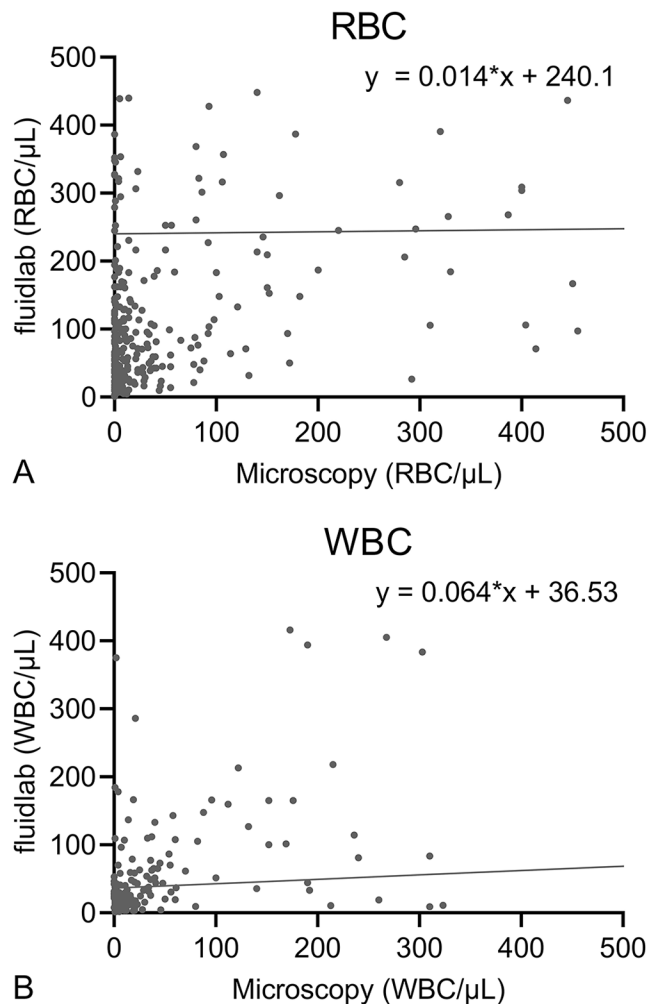 RBC
y = 0.014*x + 240.1
500
400
300
200
100
0
fluidlab (RBC/µL)
0 100 200 300 400 500
Microscopy (RBC/µL)
A
WBC
y = 0.064*x + 36.53
500
400
300
200
100
0
fluidlab (WBC/µL)
0 100 200 300 400 500
Microscopy (WBC/µL)
B